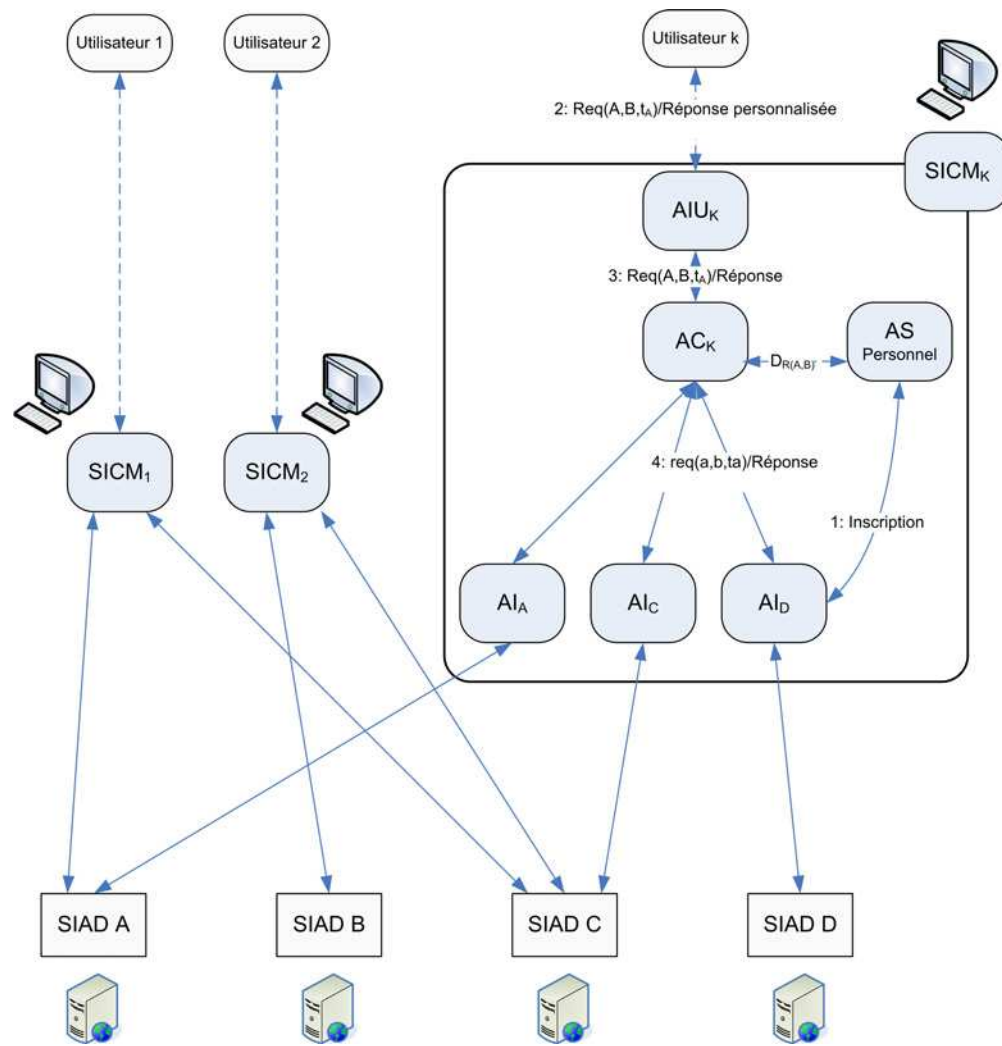 Utilisateur 1
Utilisateur 2
Utilisateur k
2: Req(A,B,tA)/Réponse personnalisée
SICMK
AIUK
3: Req(A,B,tA)/Réponse
ACK
AS
Personnel
DR(A,B)'
SICM1
SICM2
4: req(a,b,ta)/Réponse
1: Inscription
AIA
AIC
AID
SIAD A
SIAD B
SIAD C
SIAD D